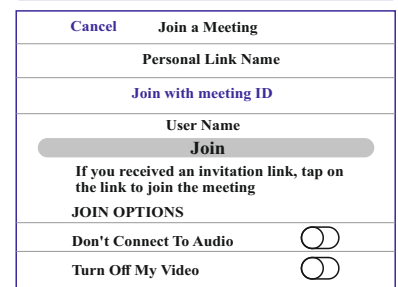 Cancel Join a Meeting
Personal Link Name
Join with meeting ID
User Name
Join
If you received an invitation link, tap on
the link to join the meeting
JOIN OPTIONS
Don't Connect To Audio
Turn Off My Video